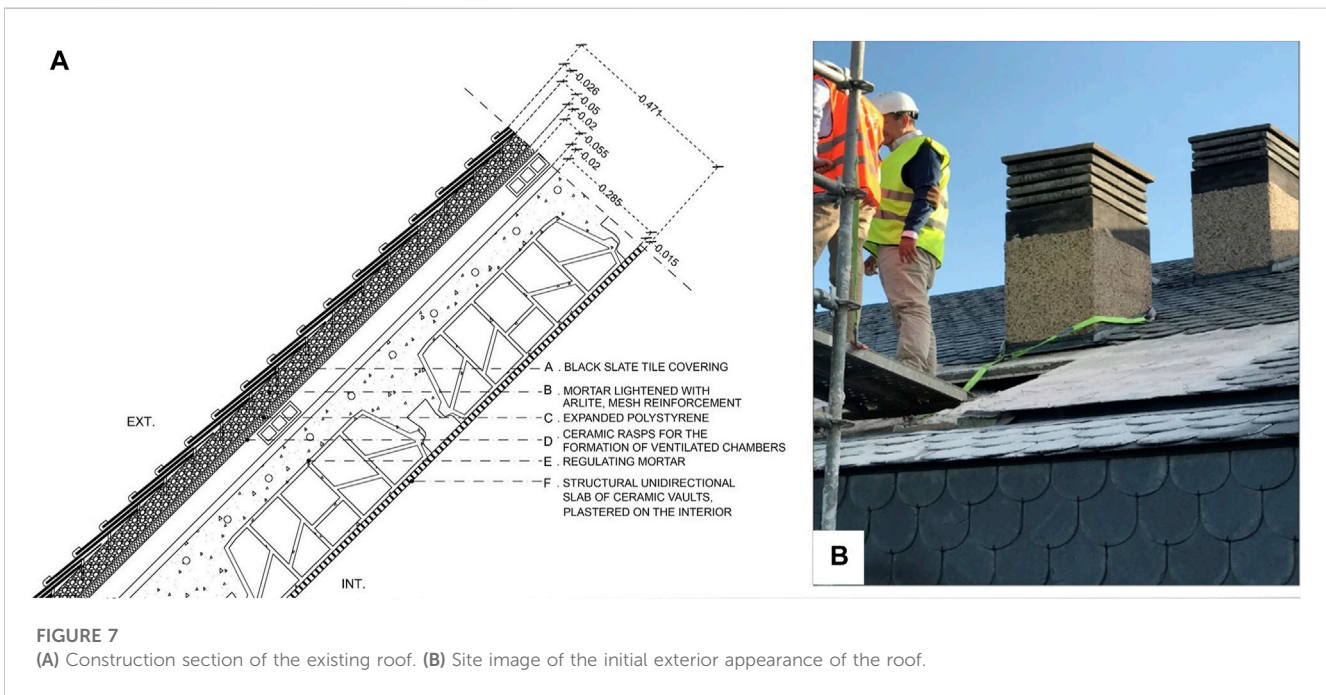 A
0.026
0.05
0.02
0.055
0.02
0.471
0.285
0.015
EXT.
INT.
A . BLACK SLATE TILE COVERING
B . MORTAR LIGHTENED WITH
ARLITE, MESH REINFORCEMENT
C . EXPANDED POLYSTYRENE
D . CERAMIC RASPS FOR THE
FORMATION OF VENTILATED CHAMBERS
E . REGULATING MORTAR
F . STRUCTURAL UNIDIRECTIONAL
SLAB OF CERAMIC VAULTS,
PLASTERED ON THE INTERIOR
B
FIGURE 7
(A) Construction section of the existing roof. (B) Site image of the initial exterior appearance of the roof.